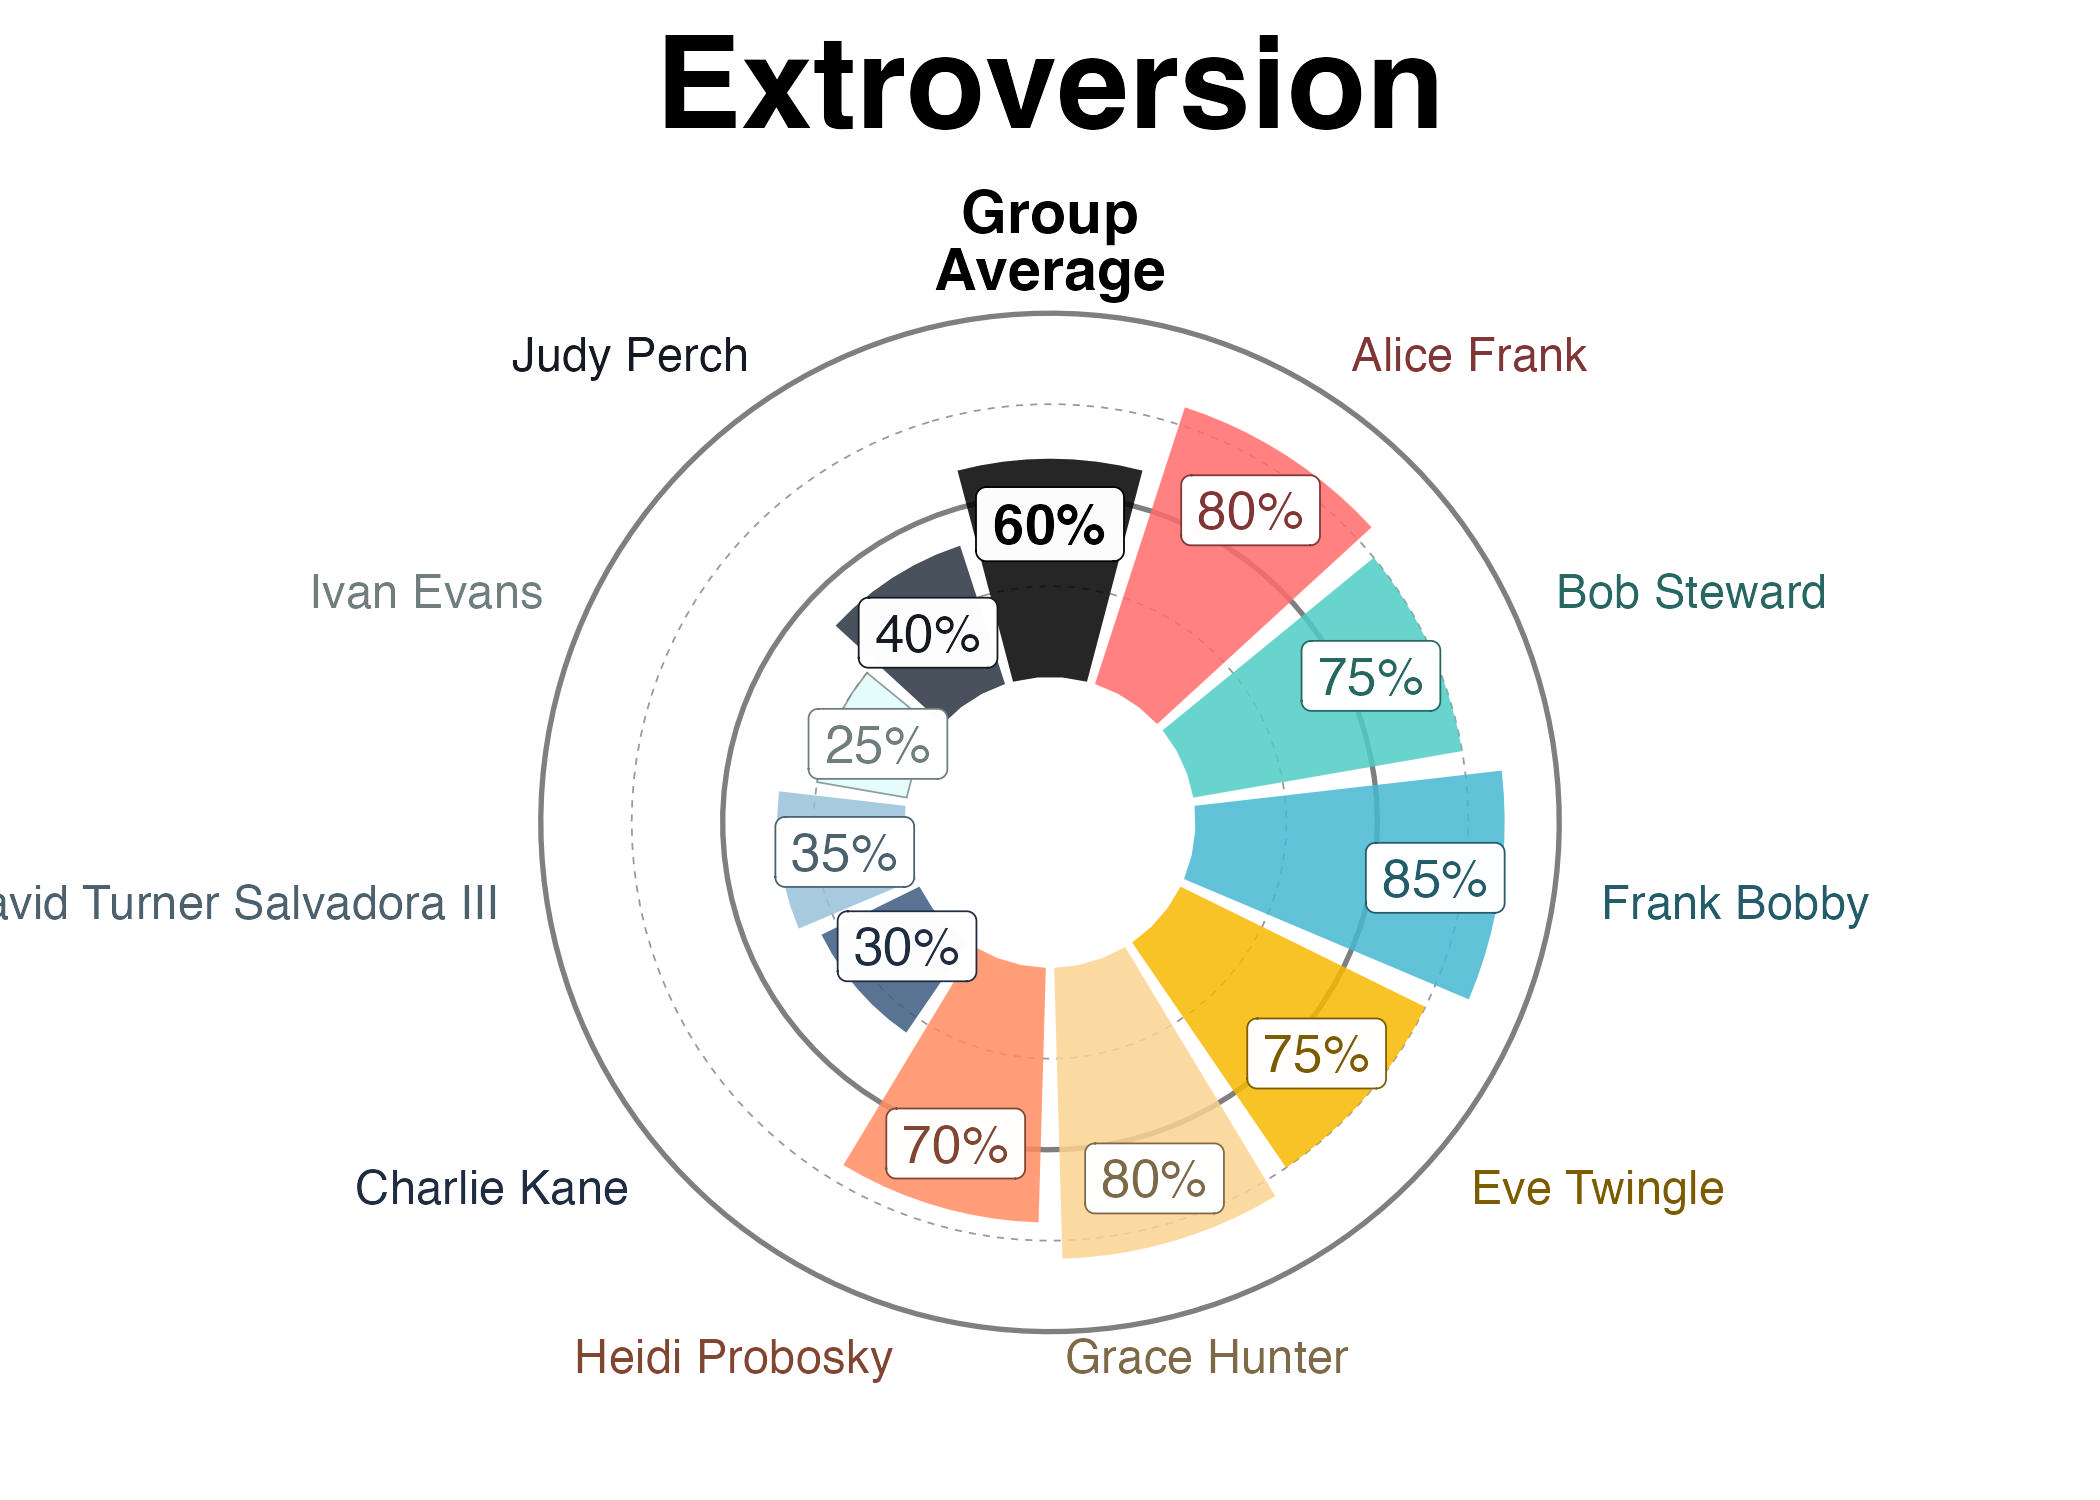 Extroversion
Group
Average
Judy Perch
Alice Frank
Ivan Evans
Bob Steward
60%
80%
40%
75%
25%
35%
85%
Turner Salvadora III
Frank Bobby
30%
75%
70%
80%
Charlie Kane
Eve Twingle
Heidi Probosky
Grace Hunter